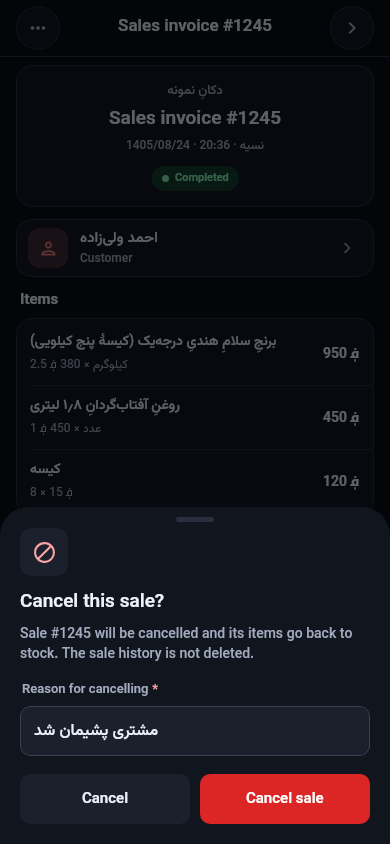 Sales invoice #1245
دکانِ نمونه
Sales invoice #1245
1405/08/24 · 20:36 · نسیه
Completed
احمد ولی‌زاده
Customer
Items
برنجِ سلامِ هندیِ درجه‌یک (کیسهٔ پنج کیلویی)
2.5 کیلوگرم × 380 ؋
950 ؋
روغنِ آفتاب‌گردانِ ۱٫۸ لیتری
1 عدد × 450 ؋
450 ؋
کیسه
8 × 15 ؋
120 ؋
Cancel this sale?
Sale #1245 will be cancelled and its items go back to
stock. The sale history is not deleted.
Reason for cancelling *
مشتری پشیمان شد
Cancel
Cancel sale